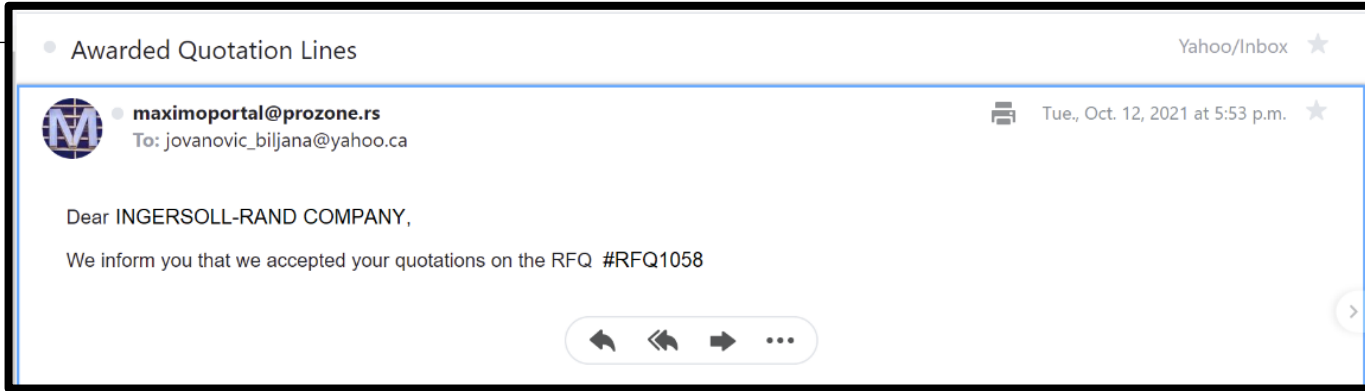 Awarded Quotation Lines
Yahoo/Inbox
M
maximoportal@prozone.rs
Tue., Oct. 12, 2021 at 5:53 p.m.
To: jovanovic_biljana@yahoo.ca
Dear INGERSOLL-RAND COMPANY,
We inform you that we accepted your quotations on the RFQ #RFQ1058